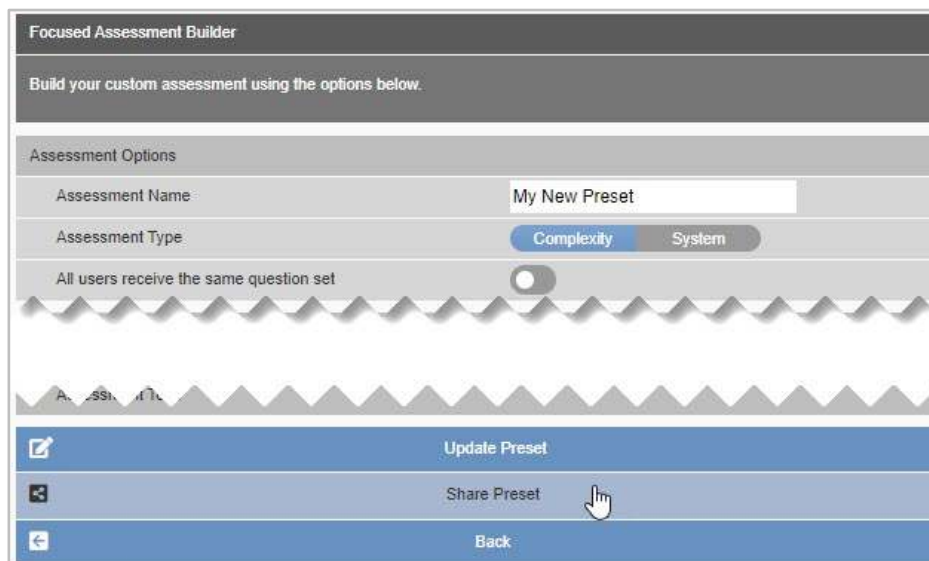 Focused Assessment Builder
Build your custom assessment using the options below.
Assessment Options
Assessment Name My New Preset
Assessment Type Complexity System
All users receive the same question set
Update Preset
Share Preset
Back